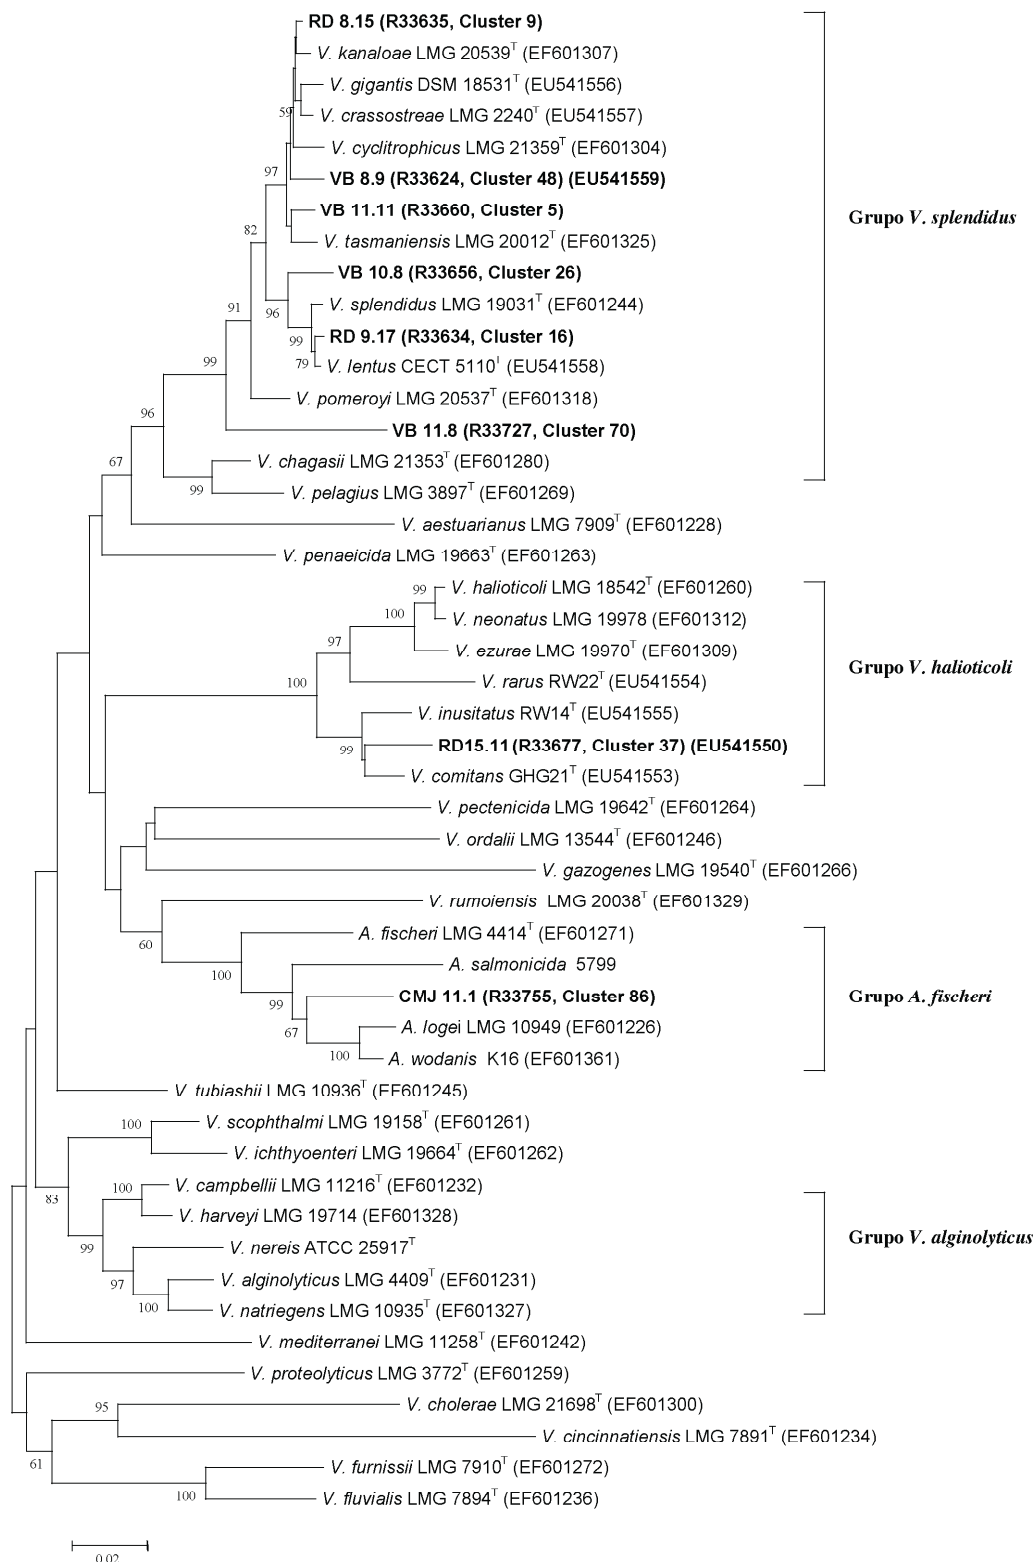 RD 8.15 (R33635, Cluster 9)
V. kanaloae LMG 20539T (EF601307)
V. gigantis DSM 18531T (EU541556)
59
V. crassostreae LMG 2240T (EU541557)
V. cyclitrophicus LMG 21359T (EF601304)
97
VB 8.9 (R33624, Cluster 48) (EU541559)
VB 11.11 (R33660, Cluster 5)
Grupo V. splendidus
82
V. tasmaniensis LMG 20012T (EF601325)
VB 10.8 (R33656, Cluster 26)
91
96
V. splendidus LMG 19031T (EF601244)
99
RD 9.17 (R33634, Cluster 16)
99
79
V. lentus CECT 5110T (EU541558)
V. pomeroyi LMG 20537T (EF601318)
96
VB 11.8 (R33727, Cluster 70)
67
V. chagasii LMG 21353T (EF601280)
99
V. pelagius LMG 3897T (EF601269)
V. aestuarianus LMG 7909T (EF601228)
V. penaeicida LMG 19663T (EF601263)
99
V. halioticoli LMG 18542T (EF601260)
100
V. neonatus LMG 19978 (EF601312)
97
V. ezurae LMG 19970T (EF601309)
Grupo V. halioticoli
100
V. rarus RW22T (EU541554)
V. inusitatus RW14T (EU541555)
99
RD15.11 (R33677, Cluster 37) (EU541550)
V. comitans GHG21T (EU541553)
V. pectenicida LMG 19642T (EF601264)
V. ordalii LMG 13544T (EF601246)
V. gazogenes LMG 19540T (EF601266)
V. rumoiensis LMG 20038T (EF601329)
60
A. fischeri LMG 4414T (EF601271)
100
A. salmonicida 5799
99
CMJ 11.1 (R33755, Cluster 86)
Grupo A. fischeri
67
A. logei LMG 10949 (EF601226)
100
A. wodanis K16 (EF601361)
V. tubiashii LMG 10936T (EF601245)
100
V. scophthalmi LMG 19158T (EF601261)
V. ichthyoenteri LMG 19664T (EF601262)
83
100
V. campbellii LMG 11216T (EF601232)
V. harveyi LMG 19714 (EF601328)
99
V. nereis ATCC 25917T
Grupo V. alginolyticus
97
V. alginolyticus LMG 4409T (EF601231)
100
V. natriegens LMG 10935T (EF601327)
V. mediterranei LMG 11258T (EF601242)
V. proteolyticus LMG 3772T (EF601259)
95
V. cholerae LMG 21698T (EF601300)
V. cincinnatiensis LMG 7891T (EF601234)
61
V. furnissii LMG 7910T (EF601272)
100
V. fluvialis LMG 7894T (EF601236)
0.02